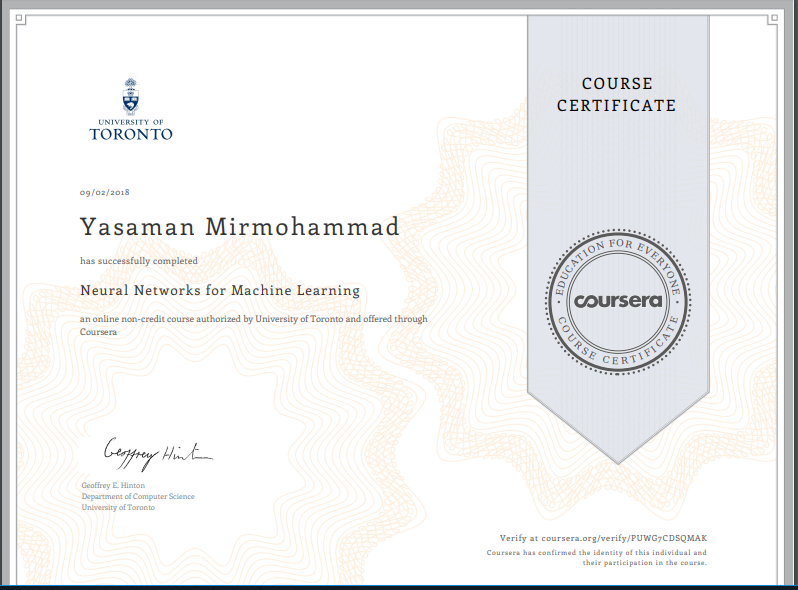 UNIVERSITY OF
TORONTO
COURSE
CERTIFICATE
09/02/2018
Yasaman Mirmohammad
has successfully completed
Neural Networks for Machine Learning
an online non-credit course authorized by University of Toronto and offered through
Coursera
EDUCATION FOR EVERYONE
coursera
COURSE CERTIFICATE
Geoffrey Hinton
Geoffrey E. Hinton
Department of Computer Science
University of Toronto
Verify at coursera.org/verify/PUWG7CDSQMAK
Coursera has confirmed the identity of this individual and
their participation in the course.